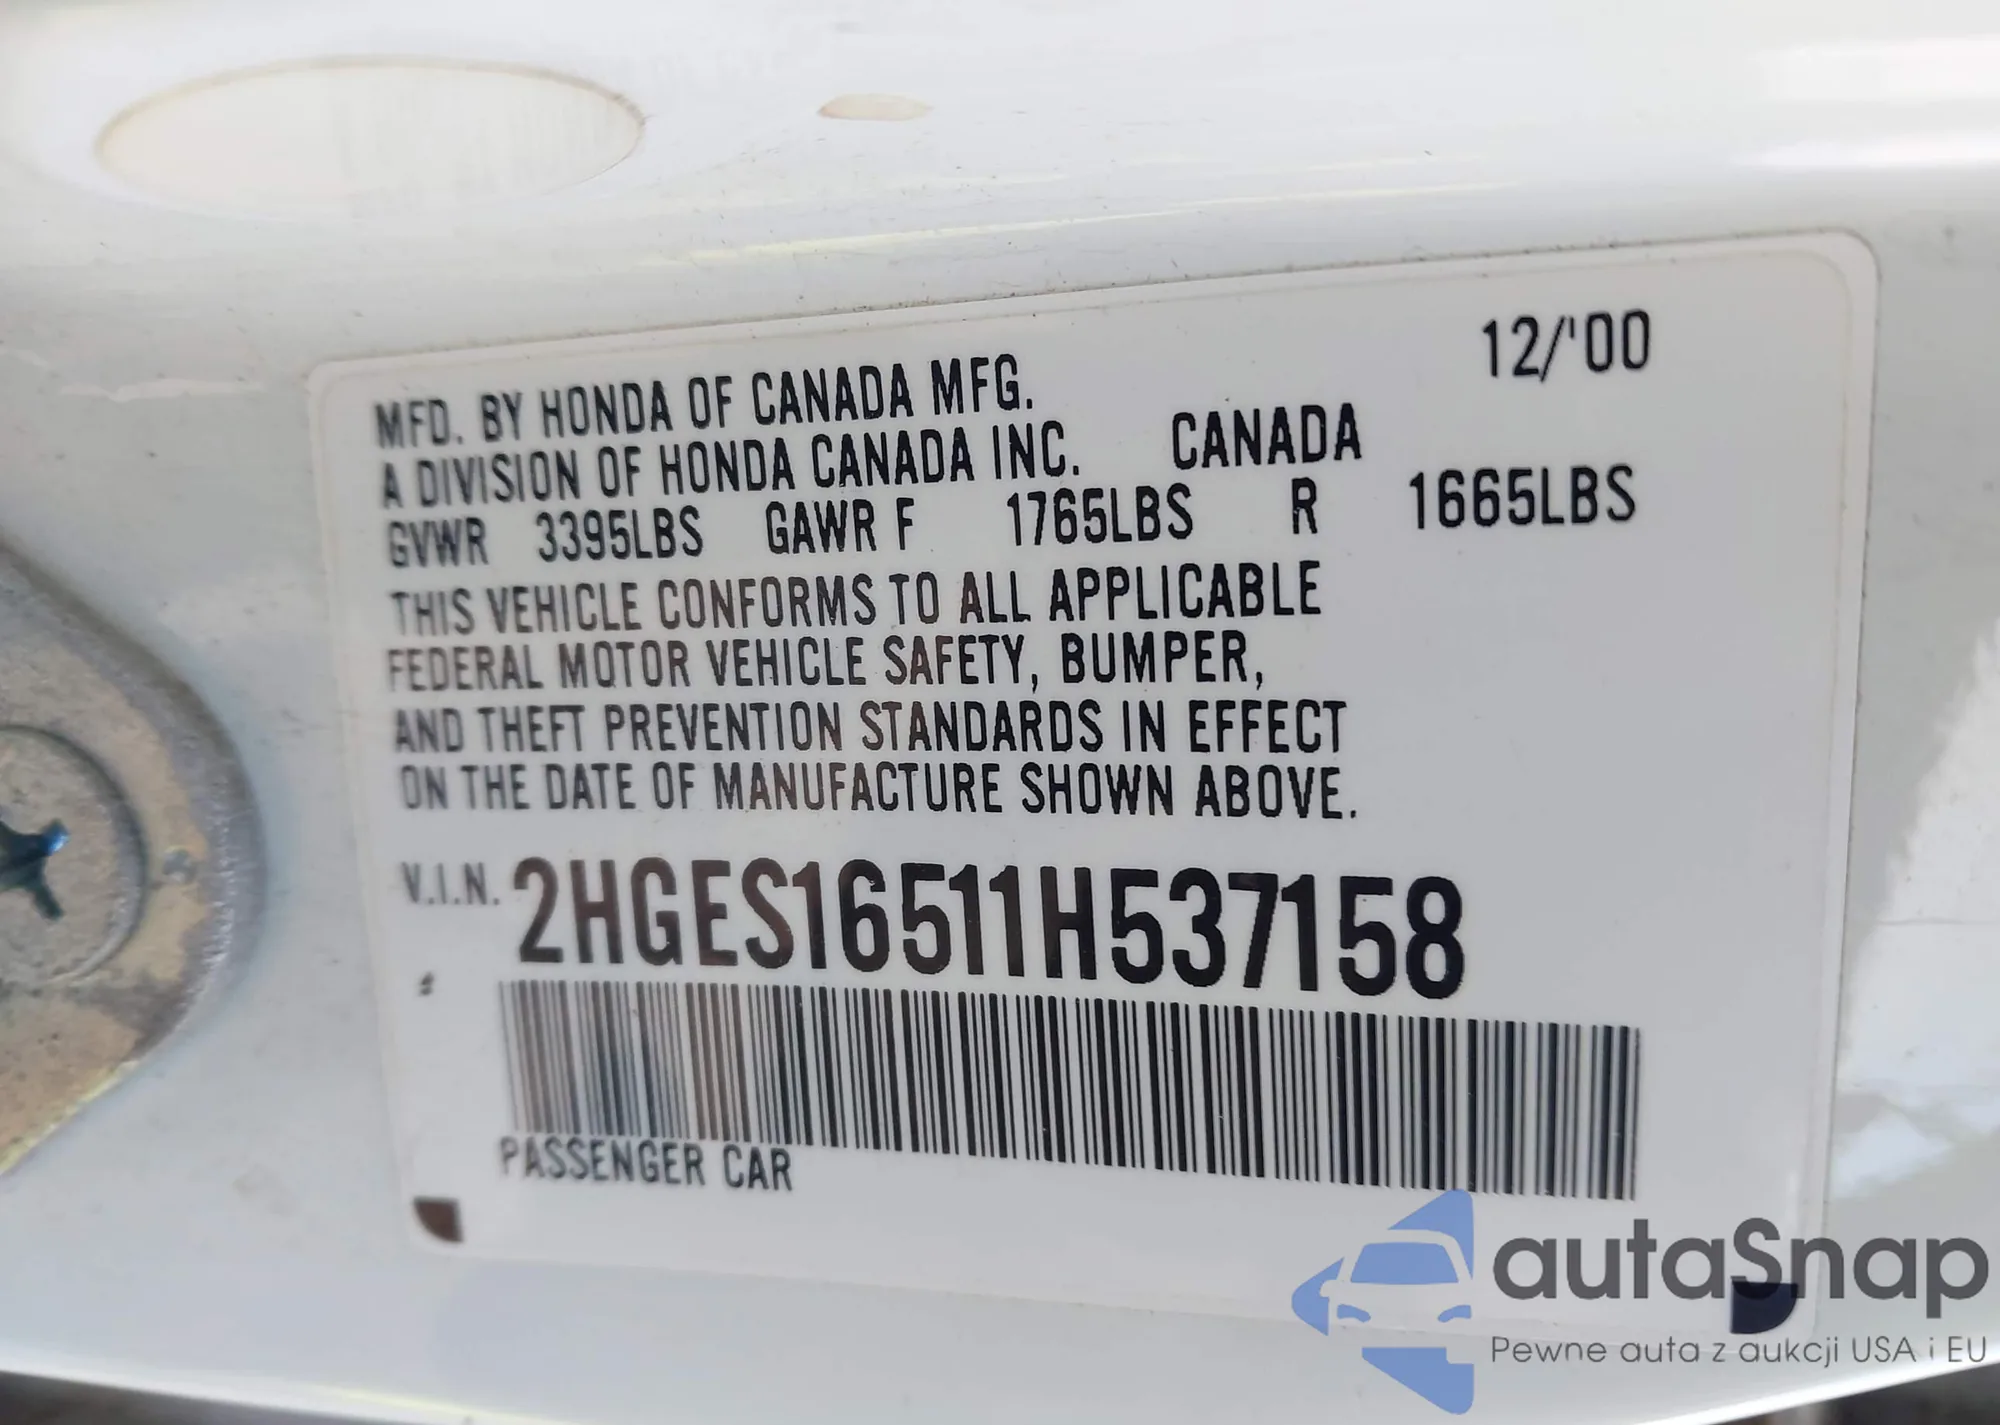 12/'00
MFD. BY HONDA OF CANADA MFG.
A DIVISION OF HONDA CANADA INC. CANADA
GVWR 3395LBS GAWR F 1765LBS R 1665LBS
THIS VEHICLE CONFORMS TO ALL APPLICABLE
FEDERAL MOTOR VEHICLE SAFETY, BUMPER,
AND THEFT PREVENTION STANDARDS IN EFFECT
ON THE DATE OF MANUFACTURE SHOWN ABOVE.
V.I.N. 2HGES16511H537158
PASSENGER CAR
autaSnap
Pewne auta z aukcji USA i EU